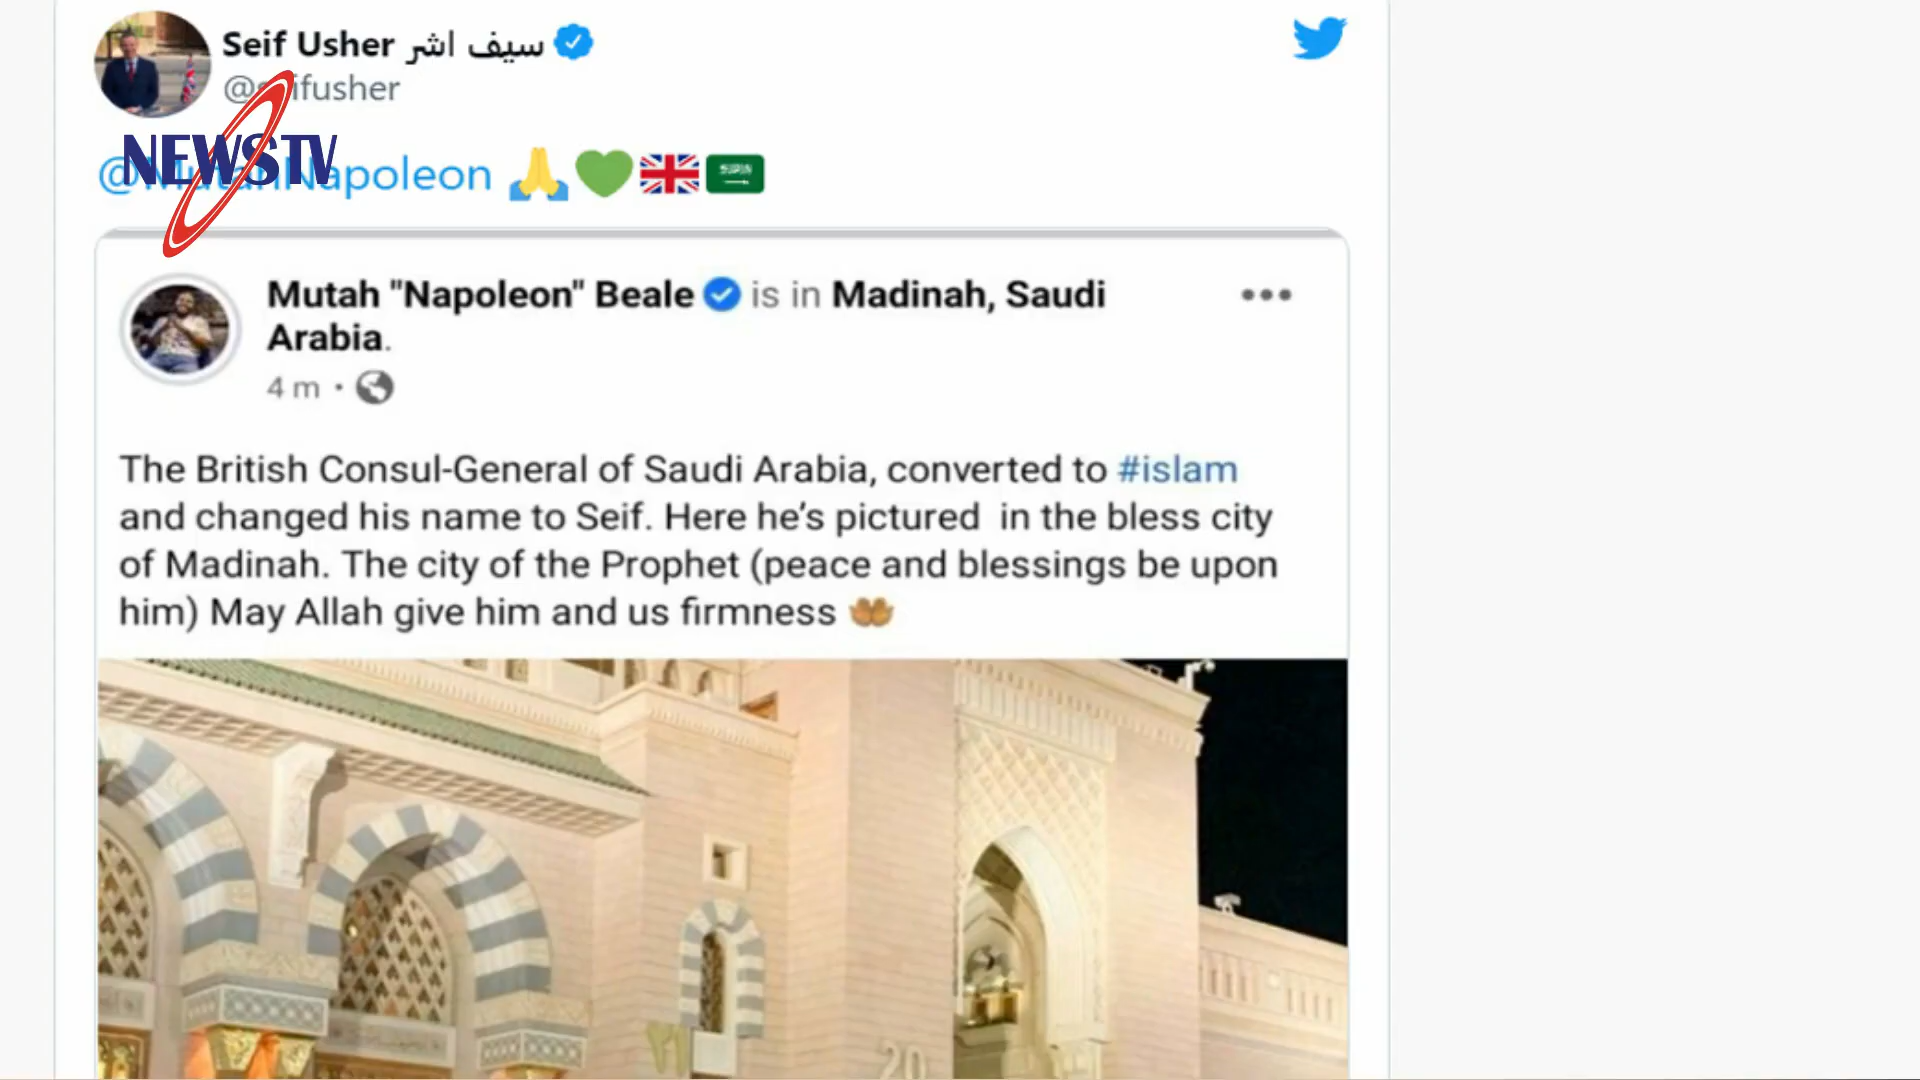 Seif Usher سيف اشر
@seifusher
NEWSTV
@MutahNapoleon
Mutah "Napoleon" Beale is in Madinah, Saudi
Arabia.
4 m ·
The British Consul-General of Saudi Arabia, converted to #islam
and changed his name to Seif. Here he's pictured in the bless city
of Madinah. The city of the Prophet (peace and blessings be upon
him) May Allah give him and us firmness
20